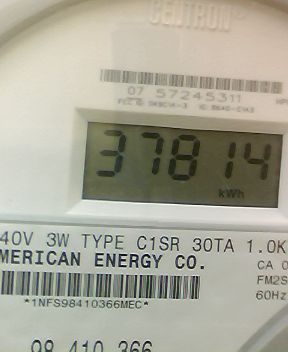 CENTRON
07 57245311
37814
kWh
40V 3W TYPE C1SR 30TA 1.0K
MERICAN ENERGY CO.
CA 0
FM2S
60Hz
*1NFS98410366MEC*
98 410 366